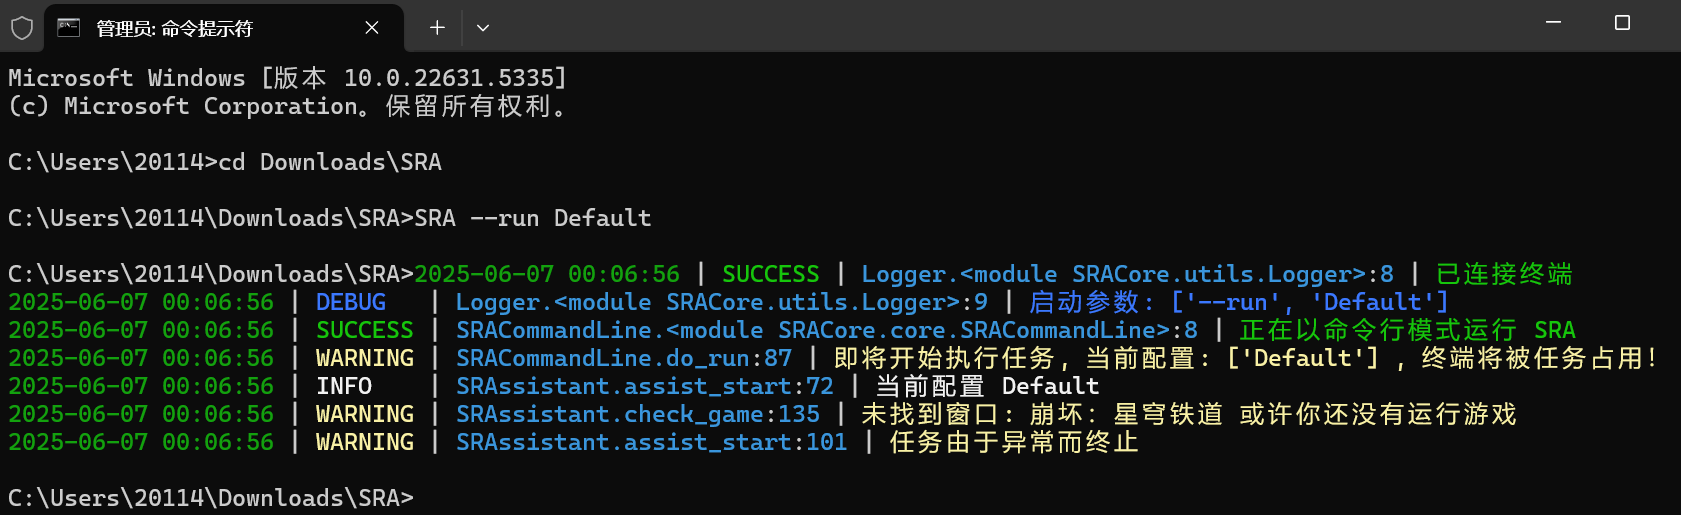 管理员: 命令提示符
Microsoft Windows [版本 10.0.22631.5335]
(c) Microsoft Corporation。保留所有权利。
C:\Users\20114>cd Downloads\SRA
C:\Users\20114\Downloads\SRA>SRA --run Default
C:\Users\20114\Downloads\SRA>2025-06-07 00:06:56 | SUCCESS | Logger.<module SRACore.utils.Logger>:8 | 已连接终端
2025-06-07 00:06:56 | DEBUG   | Logger.<module SRACore.utils.Logger>:9 | 启动参数: ['--run', 'Default']
2025-06-07 00:06:56 | SUCCESS | SRACommandLine.<module SRACore.core.SRACommandLine>:8 | 正在以命令行模式运行 SRA
2025-06-07 00:06:56 | WARNING | SRACommandLine.do_run:87 | 即将开始执行任务, 当前配置: ['Default'] , 终端将被任务占用!
2025-06-07 00:06:56 | INFO    | SRAssistant.assist_start:72 | 当前配置 Default
2025-06-07 00:06:56 | WARNING | SRAssistant.check_game:135 | 未找到窗口: 崩坏: 星穹铁道 或许你还没有运行游戏
2025-06-07 00:06:56 | WARNING | SRAssistant.assist_start:101 | 任务由于异常而终止
C:\Users\20114\Downloads\SRA>